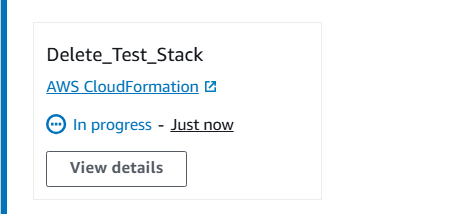 Delete_Test_Stack
AWS CloudFormation
In progress - Just now
View details